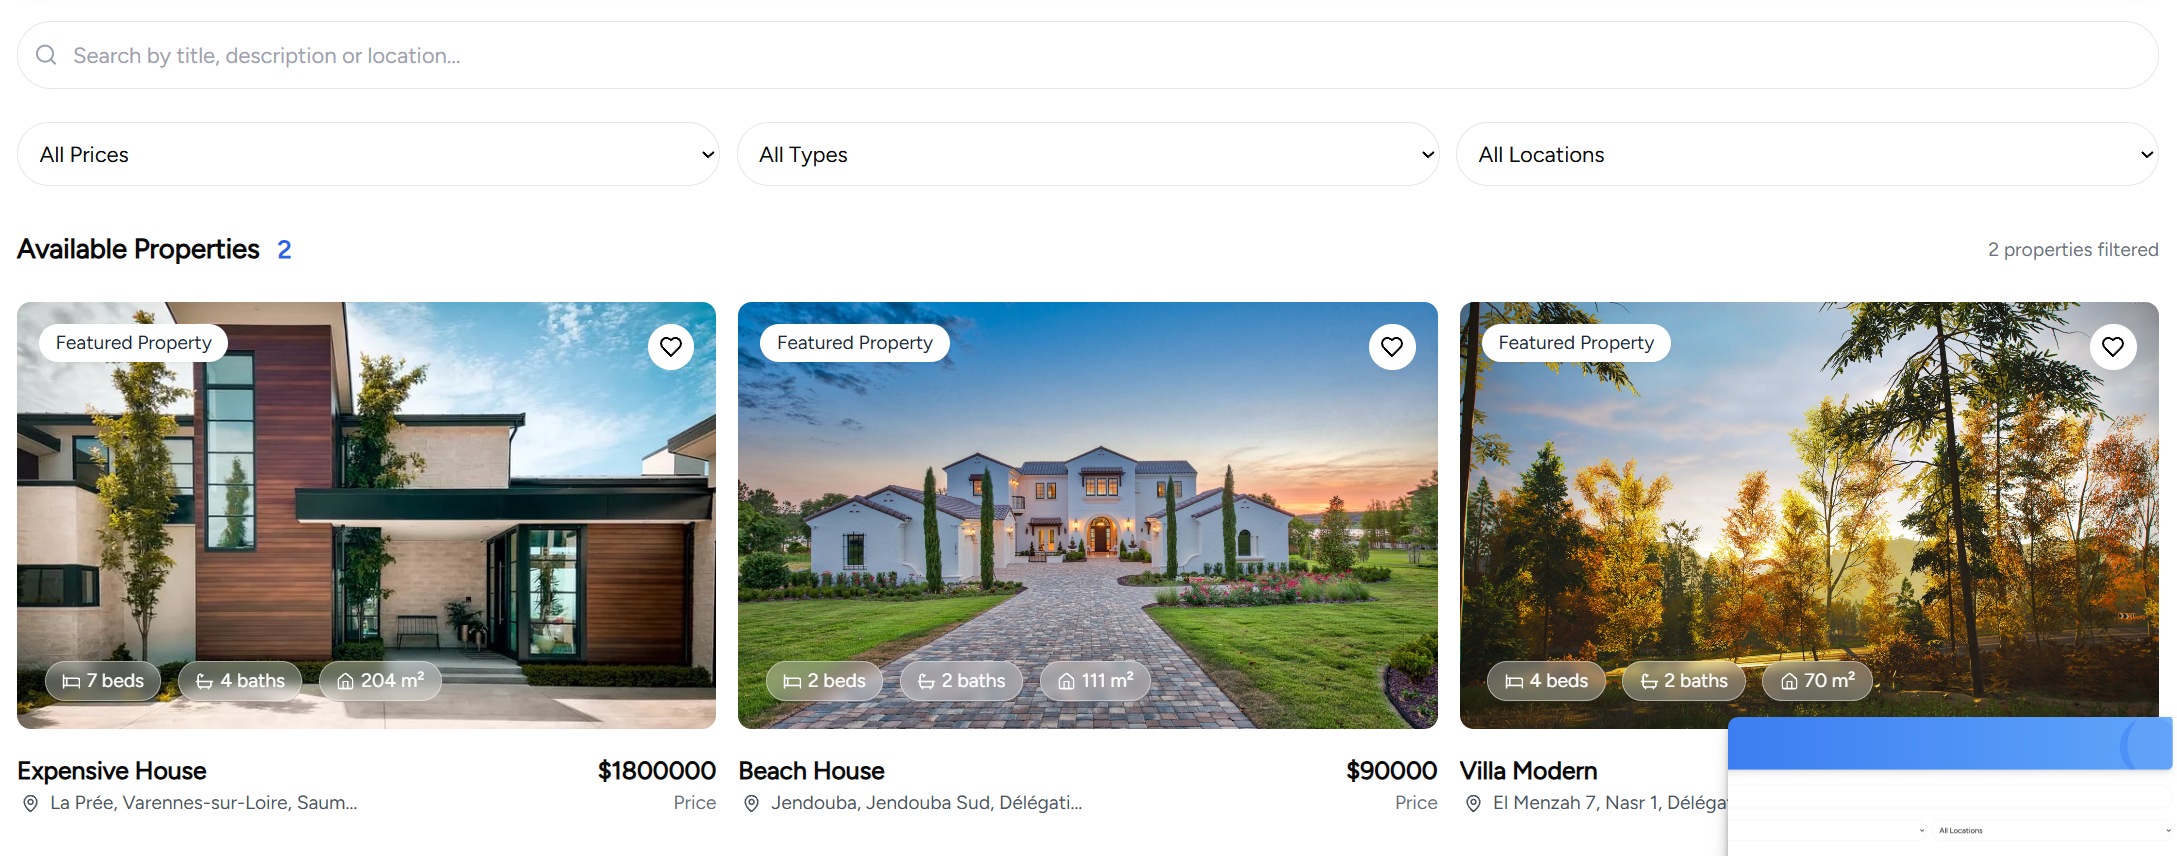 Search by title, description or location...
All Prices
All Types
All Locations
Available Properties 2
2 properties filtered
Featured Property
Featured Property
Featured Property
7 beds
4 baths
204 m²
2 beds
2 baths
111 m²
4 beds
2 baths
70 m²
Expensive House
$1800000
La Prée, Varennes-sur-Loire, Saum...
Price
Beach House
$90000
Jendouba, Jendouba Sud, Délégati...
Price
Villa Modern
El Menzah 7, Nasr 1, Déléga
All Locations